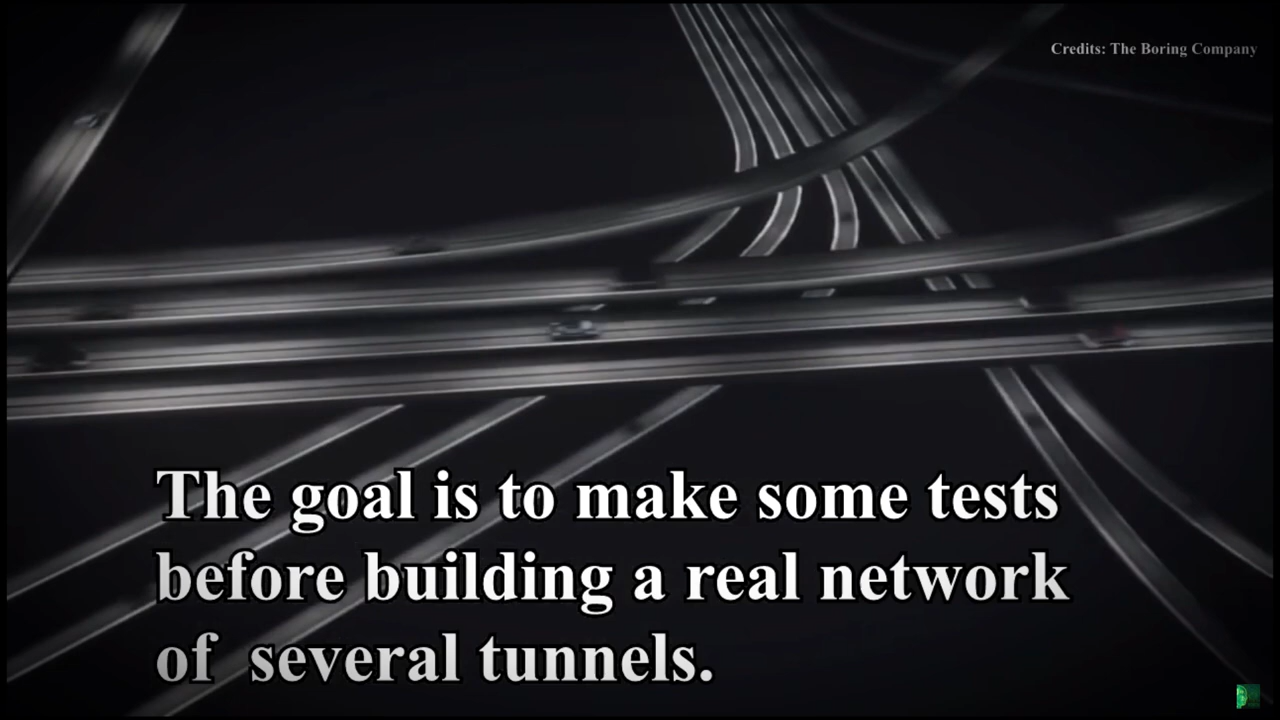 Credits: The Boring Company
The goal is to make some tests
before building a real network
of several tunnels.